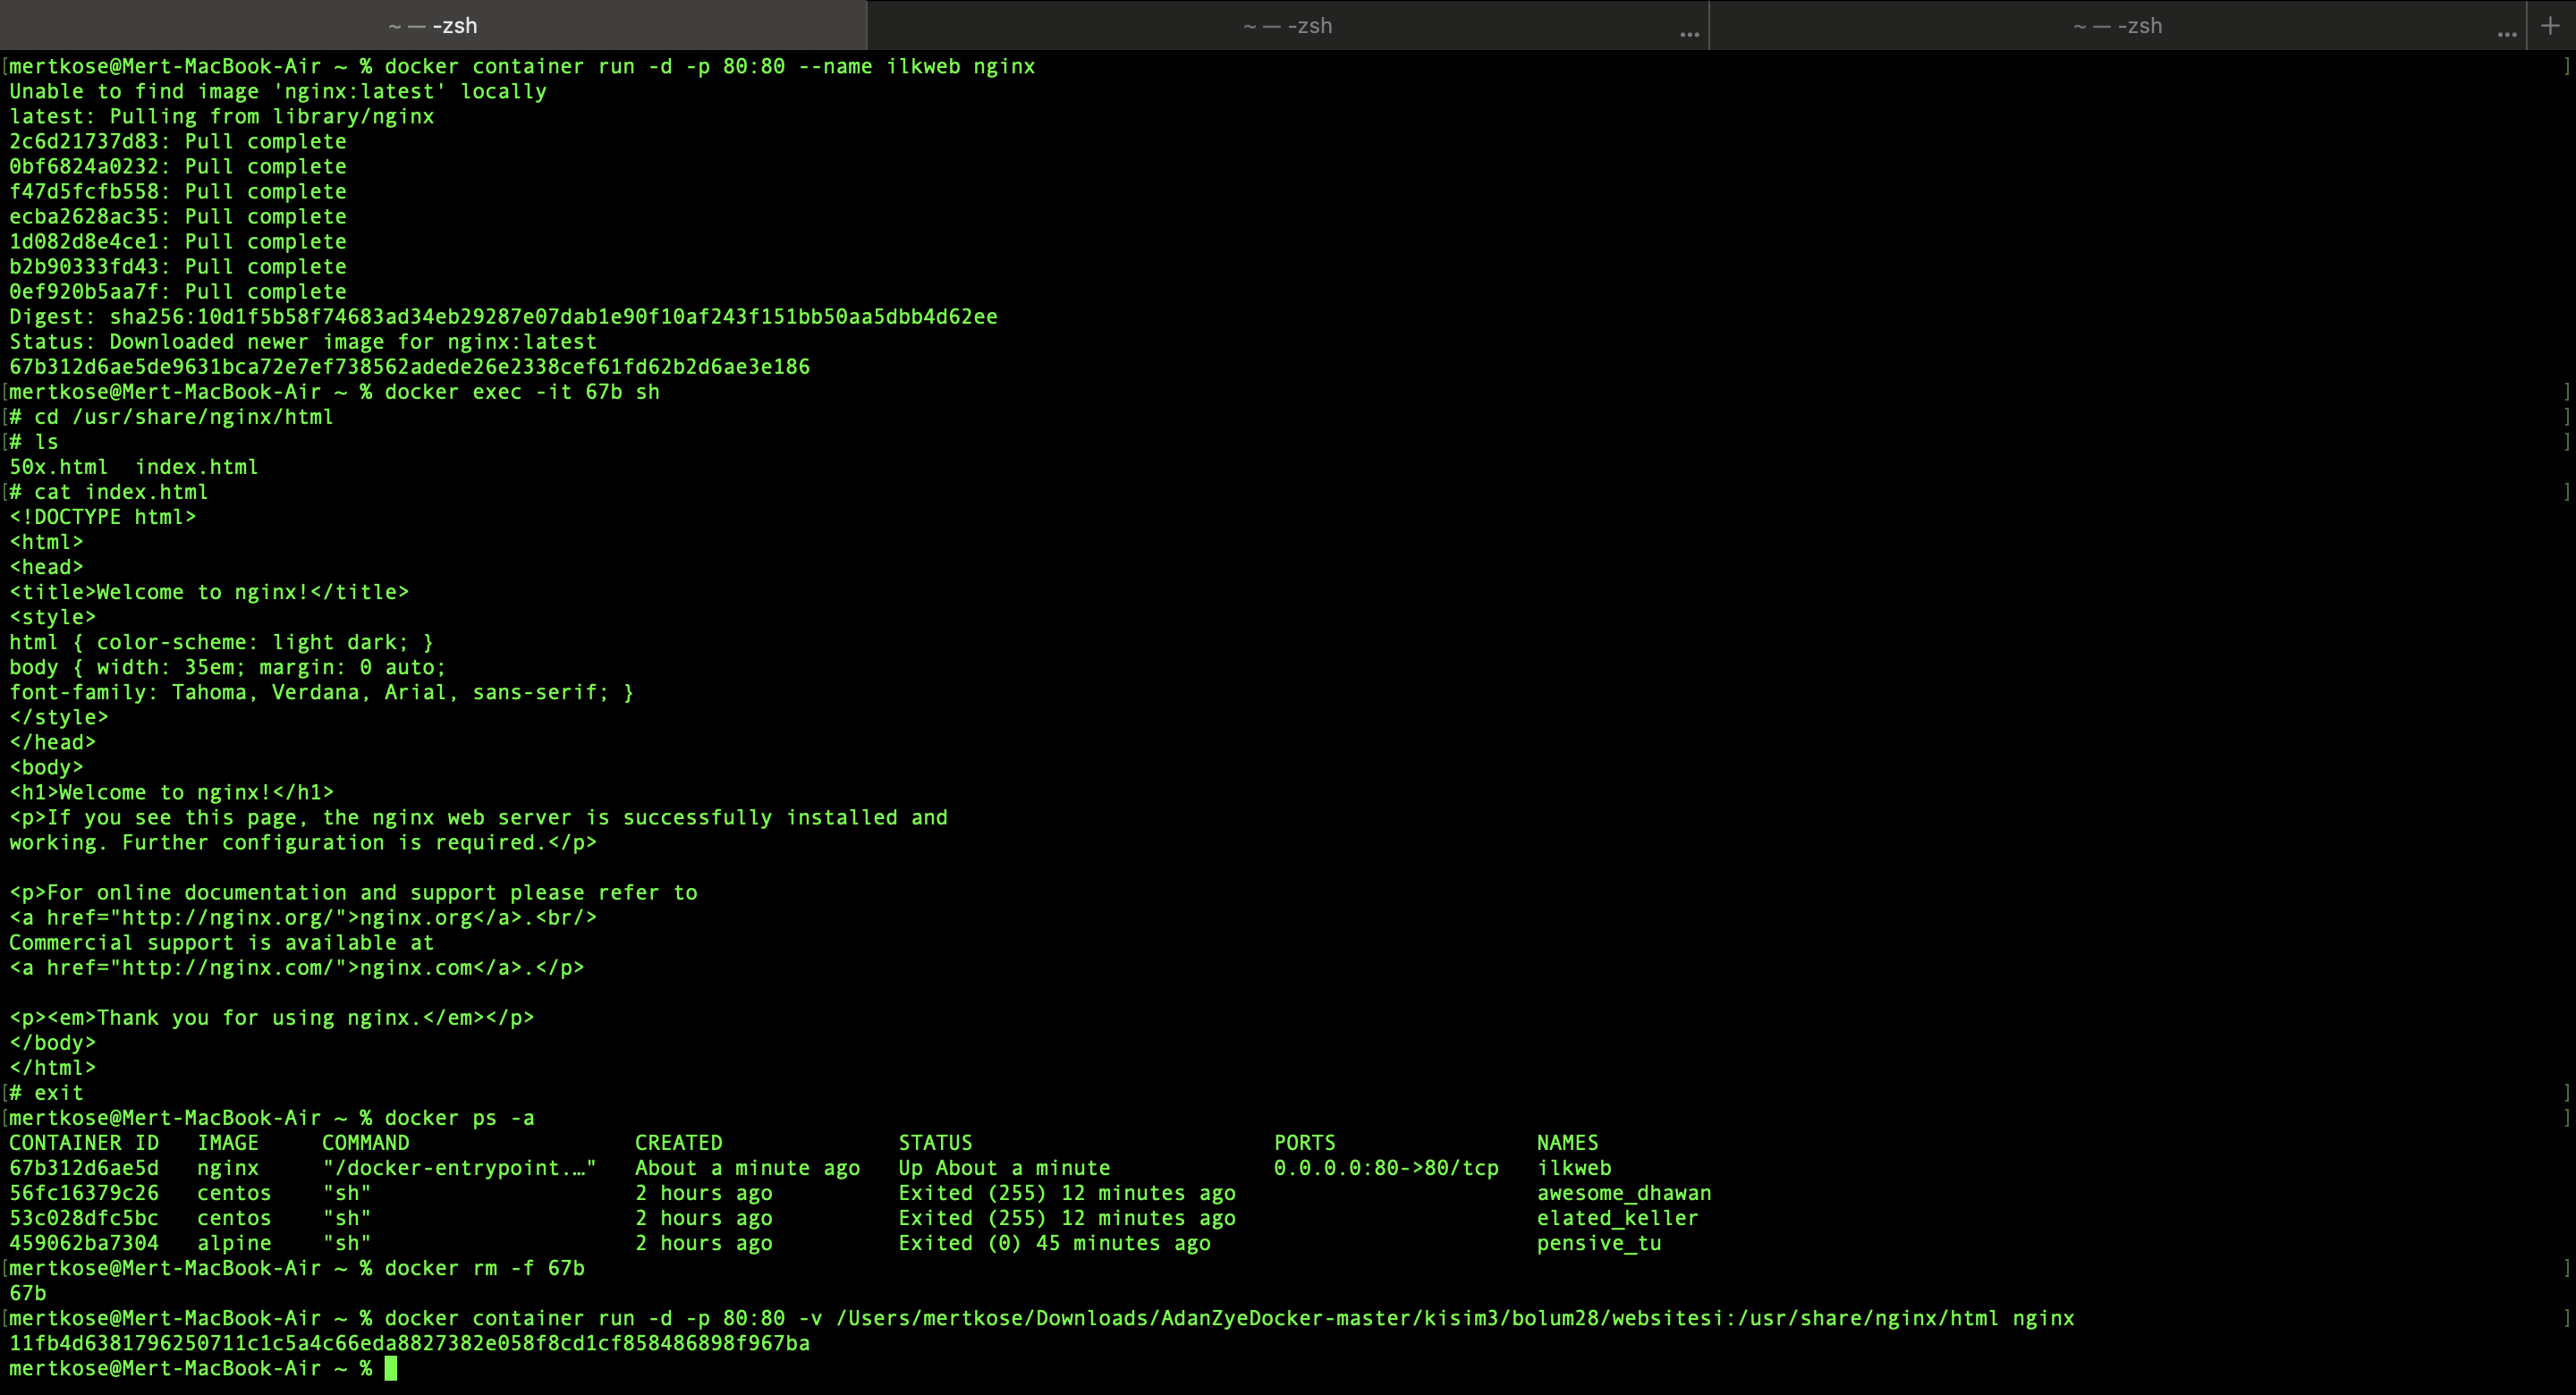 ~ — -zsh
~ — -zsh
...
~ — -zsh
...
+
[mertkose@Mert-MacBook-Air ~ % docker container run -d -p 80:80 --name ilkweb nginx ]
Unable to find image 'nginx:latest' locally
latest: Pulling from library/nginx
2c6d21737d83: Pull complete
0bf6824a0232: Pull complete
f47d5fcfb558: Pull complete
ecba2628ac35: Pull complete
1d082d8e4ce1: Pull complete
b2b90333fd43: Pull complete
0ef920b5aa7f: Pull complete
Digest: sha256:10d1f5b58f74683ad34eb29287e07dab1e90f10af243f151bb50aa5dbb4d62ee
Status: Downloaded newer image for nginx:latest
67b312d6ae5de9631bca72e7ef738562adede26e2338cef61fd62b2d6ae3e186
[mertkose@Mert-MacBook-Air ~ % docker exec -it 67b sh ]
[# cd /usr/share/nginx/html ]
[# ls ]
50x.html  index.html
[# cat index.html ]
<!DOCTYPE html>
<html>
<head>
<title>Welcome to nginx!</title>
<style>
html { color-scheme: light dark; }
body { width: 35em; margin: 0 auto;
font-family: Tahoma, Verdana, Arial, sans-serif; }
</style>
</head>
<body>
<h1>Welcome to nginx!</h1>
<p>If you see this page, the nginx web server is successfully installed and
working. Further configuration is required.</p>

<p>For online documentation and support please refer to
<a href="http://nginx.org/">nginx.org</a>.<br/>
Commercial support is available at
<a href="http://nginx.com/">nginx.com</a>.</p>

<p><em>Thank you for using nginx.</em></p>
</body>
</html>
[# exit ]
[mertkose@Mert-MacBook-Air ~ % docker ps -a ]
CONTAINER ID   IMAGE     COMMAND                  CREATED              STATUS                        PORTS                NAMES
67b312d6ae5d   nginx     "/docker-entrypoint.…"   About a minute ago   Up About a minute             0.0.0.0:80->80/tcp   ilkweb
56fc16379c26   centos    "sh"                     2 hours ago          Exited (255) 12 minutes ago                        awesome_dhawan
53c028dfc5bc   centos    "sh"                     2 hours ago          Exited (255) 12 minutes ago                        elated_keller
459062ba7304   alpine    "sh"                     2 hours ago          Exited (0) 45 minutes ago                          pensive_tu
[mertkose@Mert-MacBook-Air ~ % docker rm -f 67b ]
67b
[mertkose@Mert-MacBook-Air ~ % docker container run -d -p 80:80 -v /Users/mertkose/Downloads/AdanZyeDocker-master/kisim3/bolum28/websitesi:/usr/share/nginx/html nginx ]
11fb4d6381796250711c1c5a4c66eda8827382e058f8cd1cf858486898f967ba
mertkose@Mert-MacBook-Air ~ %